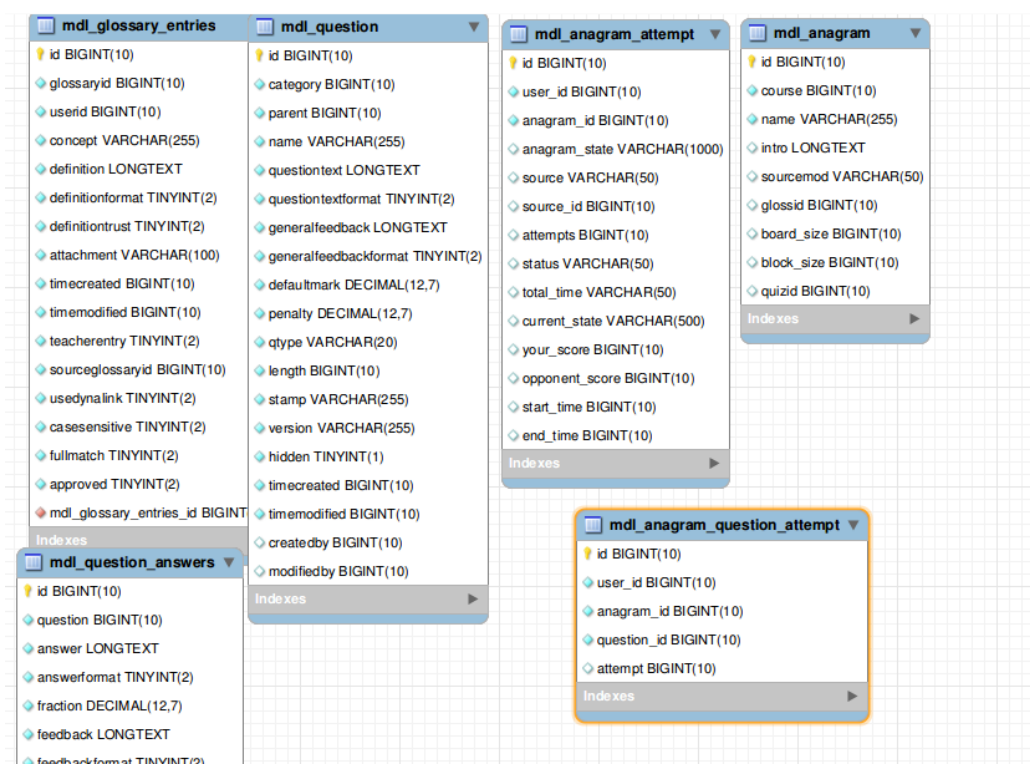 mdl_glossary_entries
id BIGINT(10)
glossaryid BIGINT(10)
userid BIGINT(10)
concept VARCHAR(255)
definition LONGTEXT
definitionformat TINYINT(2)
definitiontrust TINYINT(2)
attachment VARCHAR(100)
timecreated BIGINT(10)
timemodified BIGINT(10)
teacherentry TINYINT(2)
sourceglossaryid BIGINT(10)
usedynalink TINYINT(2)
casesensitive TINYINT(2)
fullmatch TINYINT(2)
approved TINYINT(2)
mdl_glossary_entries_id BIGINT
Indexes
mdl_question_answers
id BIGINT(10)
question BIGINT(10)
answer LONGTEXT
answerformat TINYINT(2)
fraction DECIMAL(12,7)
feedback LONGTEXT
feedbackformat TINYINT(2)
mdl_question
id BIGINT(10)
category BIGINT(10)
parent BIGINT(10)
name VARCHAR(255)
questiontext LONGTEXT
questiontextformat TINYINT(2)
generalfeedback LONGTEXT
generalfeedbackformat TINYINT(2)
defaultmark DECIMAL(12,7)
penalty DECIMAL(12,7)
qtype VARCHAR(20)
length BIGINT(10)
stamp VARCHAR(255)
version VARCHAR(255)
hidden TINYINT(1)
timecreated BIGINT(10)
timemodified BIGINT(10)
createdby BIGINT(10)
modifiedby BIGINT(10)
Indexes
mdl_anagram_attempt
id BIGINT(10)
user_id BIGINT(10)
anagram_id BIGINT(10)
anagram_state VARCHAR(1000)
source VARCHAR(50)
source_id BIGINT(10)
attempts BIGINT(10)
status VARCHAR(50)
total_time VARCHAR(50)
current_state VARCHAR(500)
your_score BIGINT(10)
opponent_score BIGINT(10)
start_time BIGINT(10)
end_time BIGINT(10)
Indexes
mdl_anagram
id BIGINT(10)
course BIGINT(10)
name VARCHAR(255)
intro LONGTEXT
sourcemod VARCHAR(50)
glossid BIGINT(10)
board_size BIGINT(10)
block_size BIGINT(10)
quizid BIGINT(10)
Indexes
mdl_anagram_question_attempt
id BIGINT(10)
user_id BIGINT(10)
anagram_id BIGINT(10)
question_id BIGINT(10)
attempt BIGINT(10)
Indexes